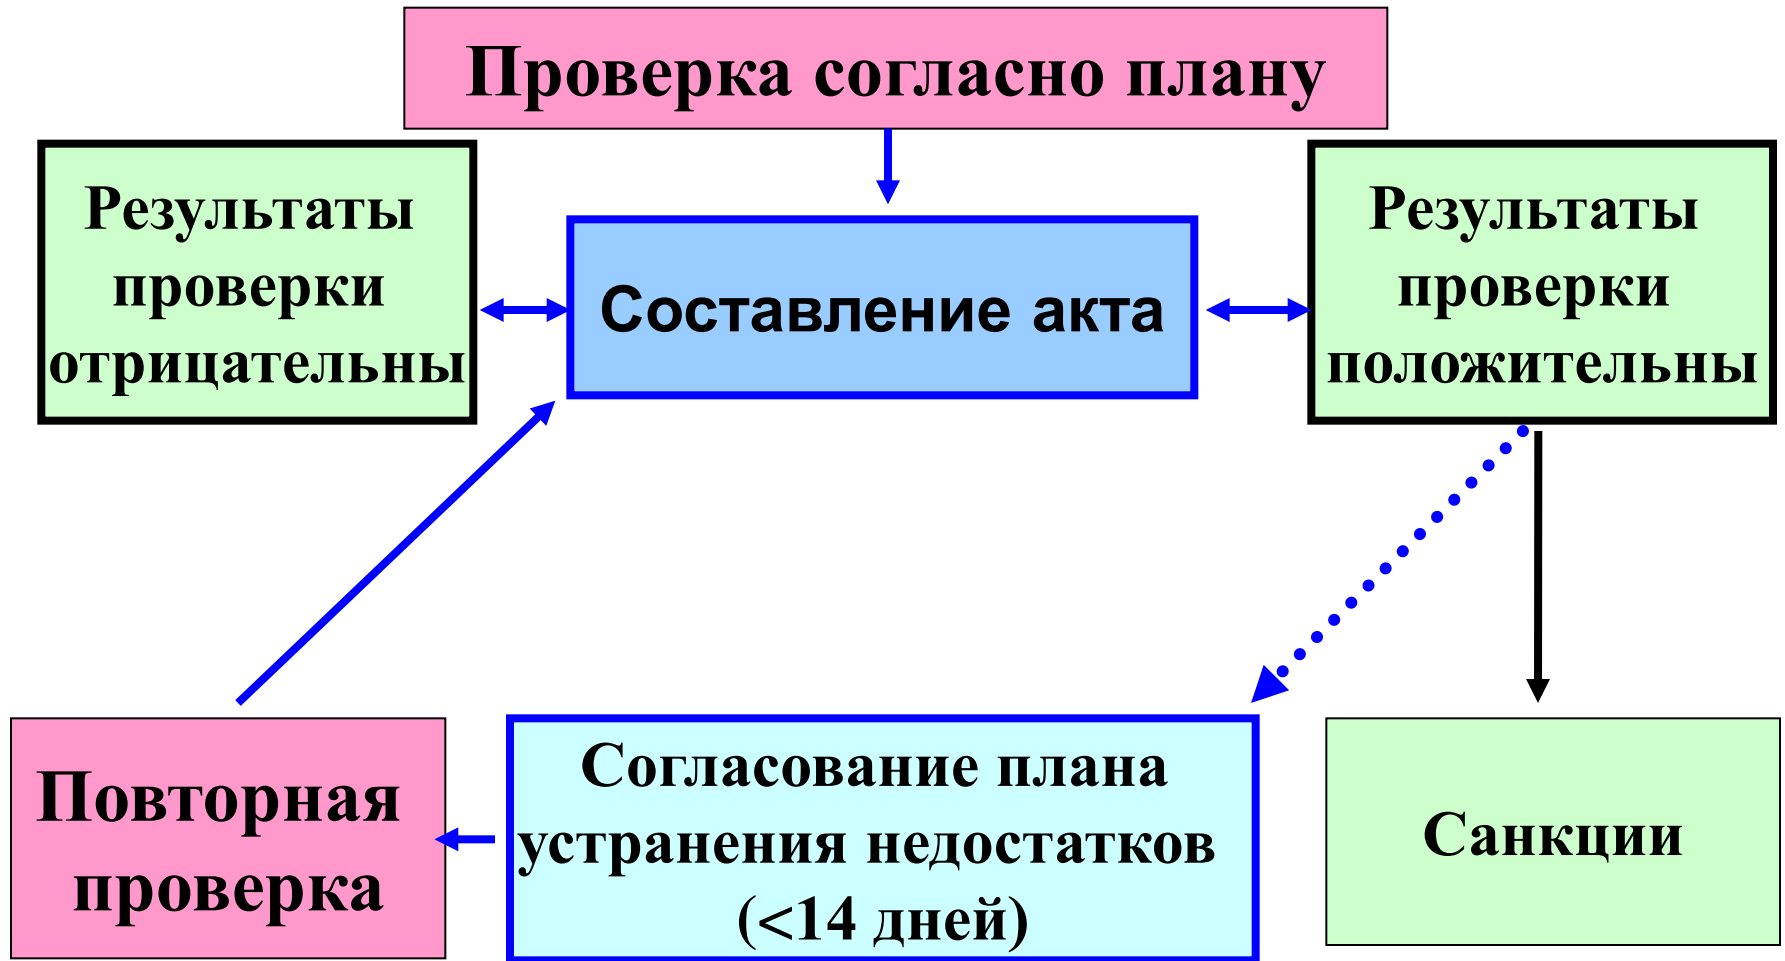 Проверка согласно плану
Результаты
проверки
отрицательны
Составление акта
Результаты
проверки
положительны
Повторная
проверка
Согласование плана
устранения недостатков
(<14 дней)
Санкции